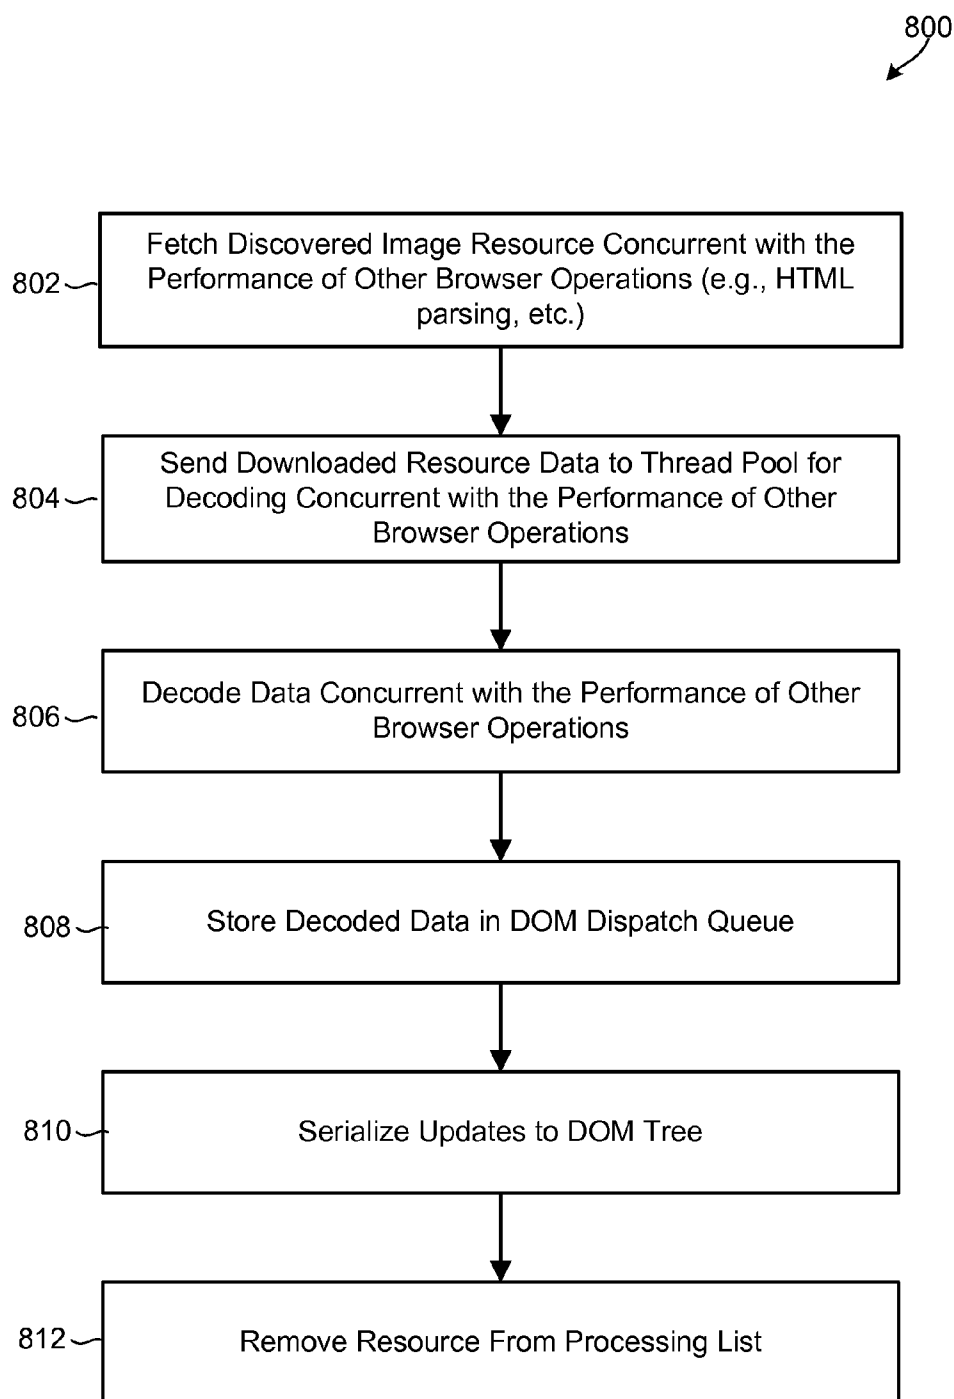 800
802
Fetch Discovered Image Resource Concurrent with the
Performance of Other Browser Operations (e.g., HTML
parsing, etc.)
804
Send Downloaded Resource Data to Thread Pool for
Decoding Concurrent with the Performance of Other
Browser Operations
806
Decode Data Concurrent with the Performance of Other
Browser Operations
808
Store Decoded Data in DOM Dispatch Queue
810
Serialize Updates to DOM Tree
812
Remove Resource From Processing List